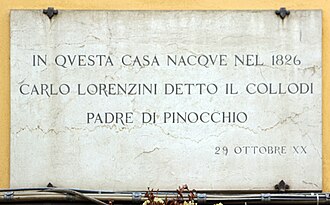 IN QVESTA CASA NACQVE NEL 1826
CARLO LORENZINI DETTO IL COLLODI
PADRE DI PINOCCHIO
29 OTTOBRE XX